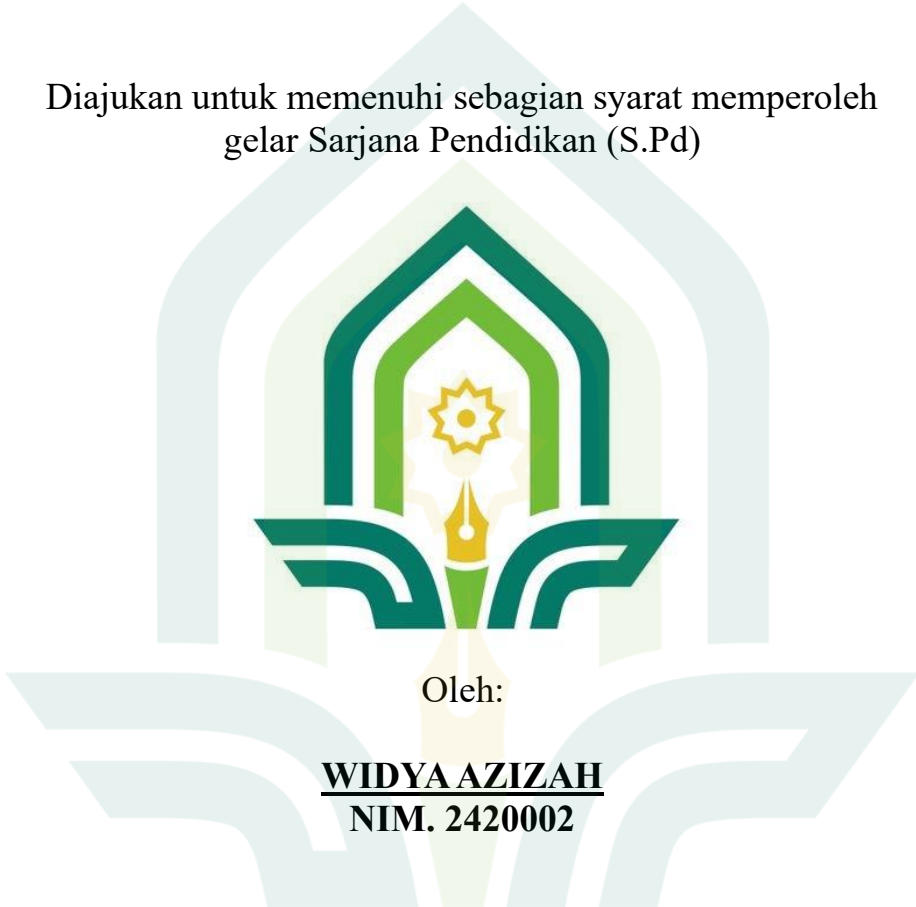 Diajukan untuk memenuhi sebagian syarat memperoleh
gelar Sarjana Pendidikan (S.Pd)
Oleh:
WIDYA AZIZAH
NIM. 2420002